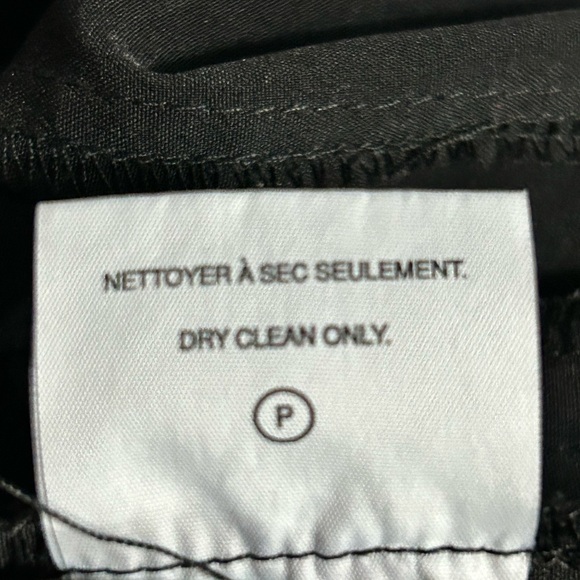 NETTOYER À SEC SEULEMENT.
DRY CLEAN ONLY.
P